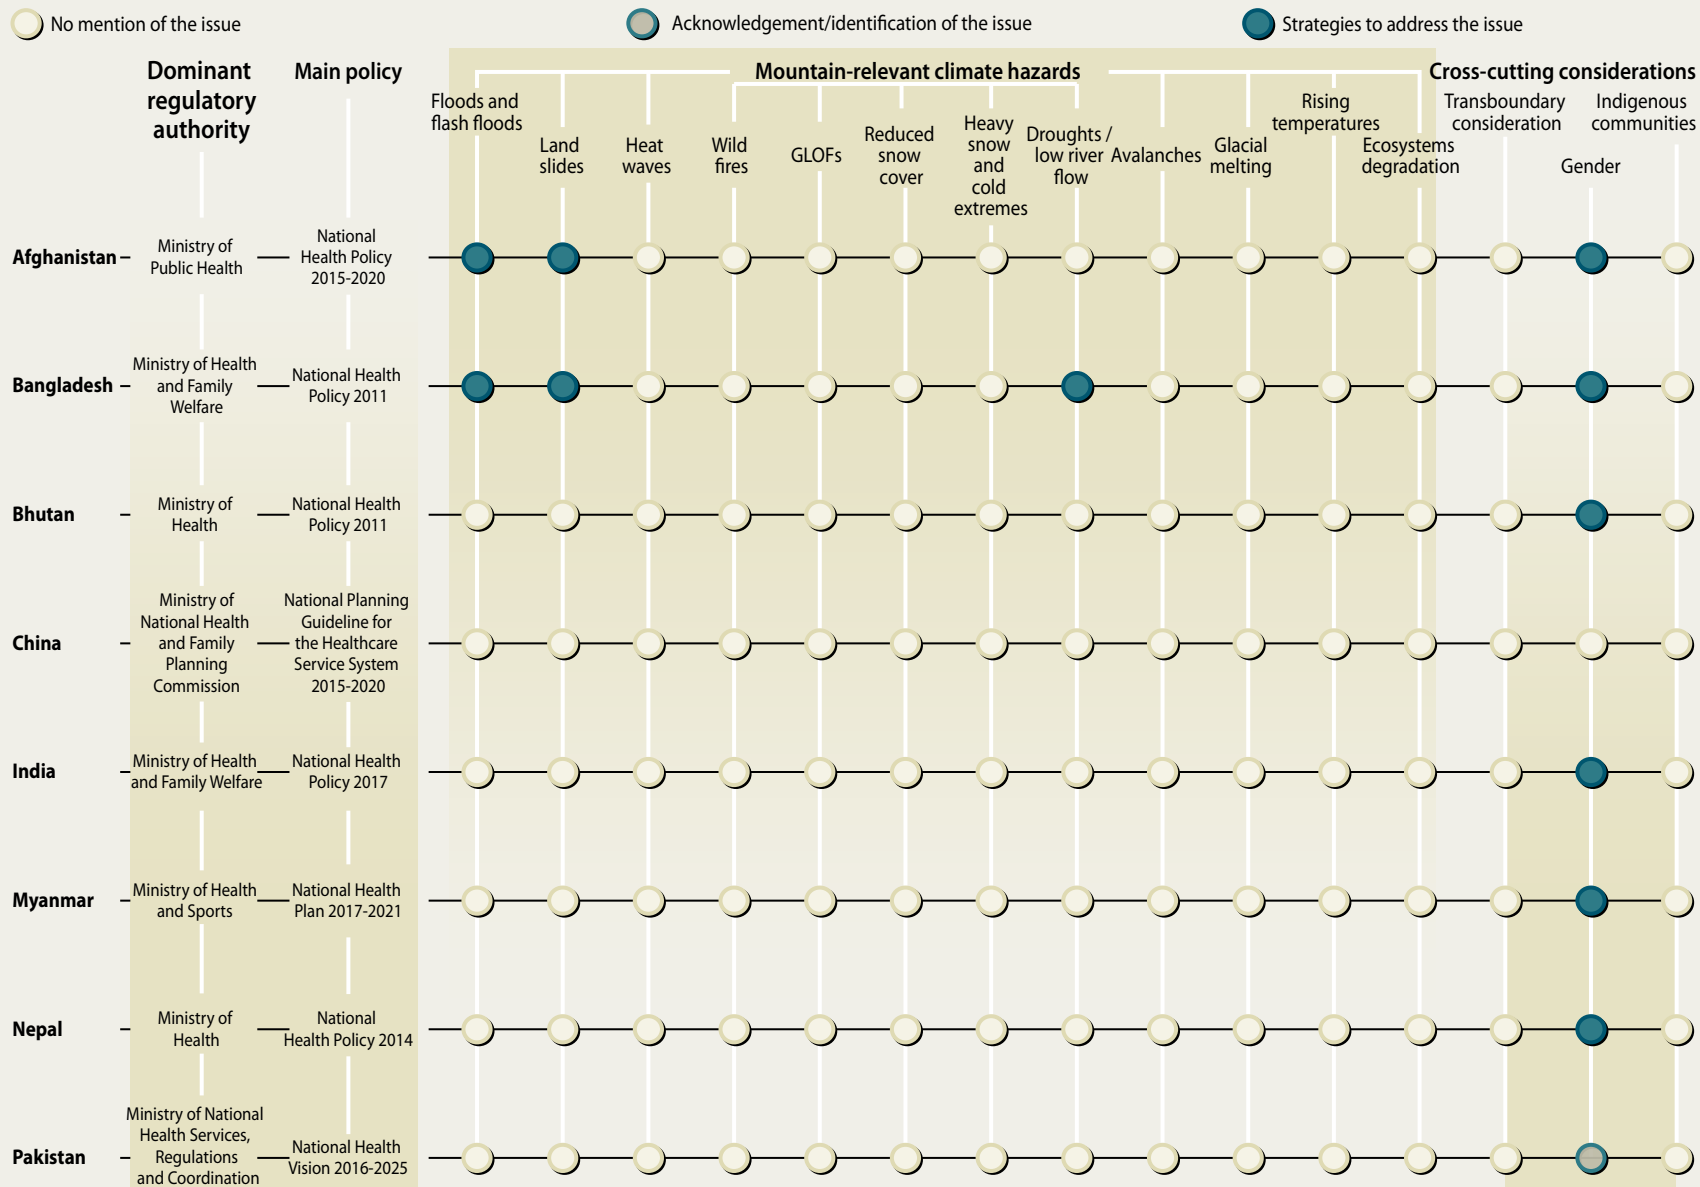 No mention of the issue
Acknowledgement/identification of the issue
Strategies to address the issue
Dominant
regulatory
authority
Main policy
Mountain-relevant climate hazards
Cross-cutting considerations
Floods and
flash floods
Land
slides
Heat
waves
Wild
fires
GLOFs
Reduced
snow
cover
Heavy
snow
and
cold
extremes
Droughts /
low river
flow
Avalanches
Glacial
melting
Rising
temperatures
Ecosystems
degradation
Transboundary
consideration
Gender
Indigenous
communities
Afghanistan
Ministry of
Public Health
National
Health Policy
2015-2020
Bangladesh
Ministry of Health
and Family
Welfare
National Health
Policy 2011
Bhutan
Ministry of
Health
National Health
Policy 2011
China
Ministry of
National Health
and Family
Planning
Commission
National Planning
Guideline for
the Healthcare
Service System
2015-2020
India
Ministry of Health
and Family Welfare
National Health
Policy 2017
Myanmar
Ministry of Health
and Sports
National Health
Plan 2017-2021
Nepal
Ministry of
Health
National
Health Policy 2014
Pakistan
Ministry of National
Health Services,
Regulations
and Coordination
National Health
Vision 2016-2025